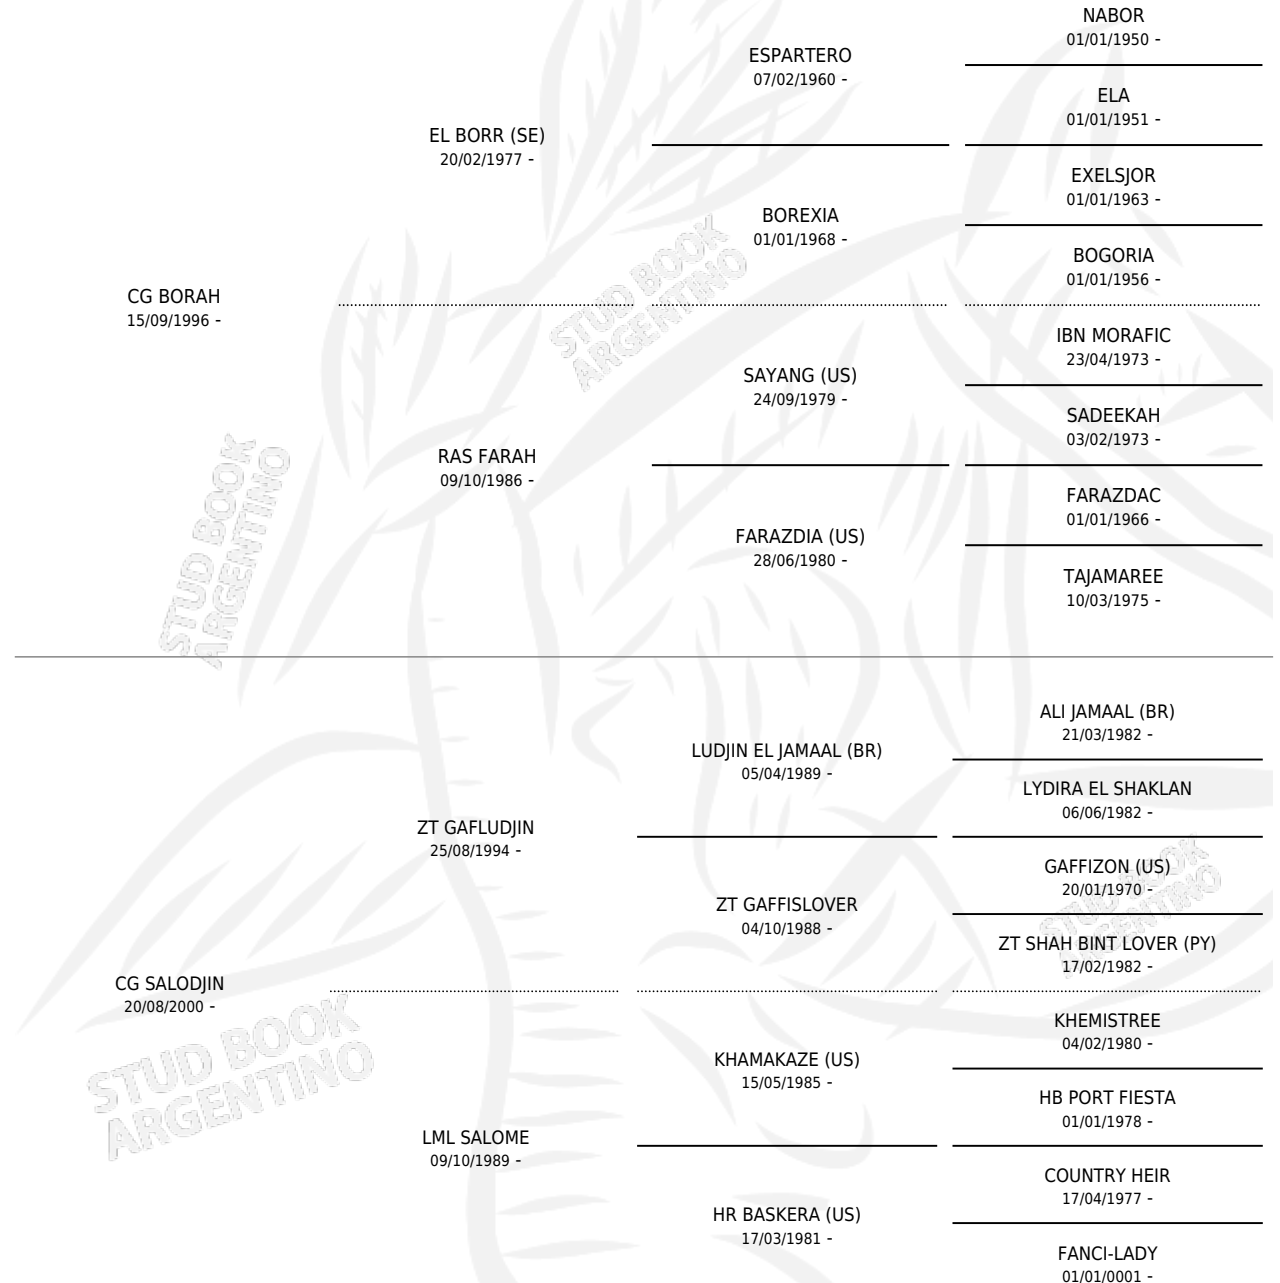 NABOR
01/01/1950 -
ESPARTERO
07/02/1960 -
ELA
01/01/1951 -
EL BORR (SE)
20/02/1977 -
EXELSJOR
01/01/1963 -
BOREXIA
01/01/1968 -
BOGORIA
01/01/1956 -
CG BORAH
15/09/1996 -
IBN MORAFIC
23/04/1973 -
SAYANG (US)
24/09/1979 -
SADEEKAH
03/02/1973 -
RAS FARAH
09/10/1986 -
FARAZDAC
01/01/1966 -
FARAZDIA (US)
28/06/1980 -
TAJAMAREE
10/03/1975 -
ALI JAMAAL (BR)
21/03/1982 -
LUDJIN EL JAMAAL (BR)
05/04/1989 -
LYDIRA EL SHAKLAN
06/06/1982 -
ZT GAFLUDJIN
25/08/1994 -
GAFFIZON (US)
20/01/1970 -
ZT GAFFISLOVER
04/10/1988 -
ZT SHAH BINT LOVER (PY)
17/02/1982 -
CG SALODJIN
20/08/2000 -
KHEMISTREE
04/02/1980 -
KHAMAKAZE (US)
15/05/1985 -
HB PORT FIESTA
01/01/1978 -
LML SALOME
09/10/1989 -
COUNTRY HEIR
17/04/1977 -
HR BASKERA (US)
17/03/1981 -
FANCI-LADY
01/01/0001 -
STUD BOOK
ARGENTINO
STUD BOOK
ARGENTINO
STUD BOOK
ARGENTINO
STUD BOOK
ARGENTINO